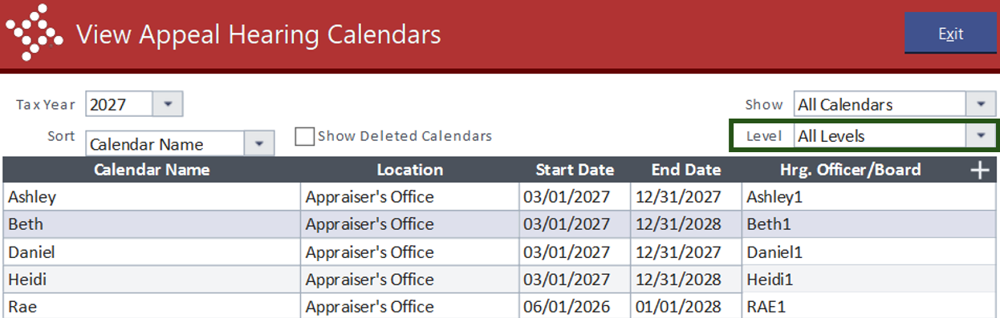 View Appeal Hearing Calendars
Exit
Tax Year 2027 Show All Calendars
Sort Calendar Name Show Deleted Calendars Level All Levels
Calendar Name Location Start Date End Date Hrg. Officer/Board +
Ashley Appraiser's Office 03/01/2027 12/31/2027 Ashley1
Beth Appraiser's Office 03/01/2027 12/31/2028 Beth1
Daniel Appraiser's Office 03/01/2027 12/31/2027 Daniel1
Heidi Appraiser's Office 03/01/2027 12/31/2028 Heidi1
Rae Appraiser's Office 06/01/2026 01/01/2028 RAE1